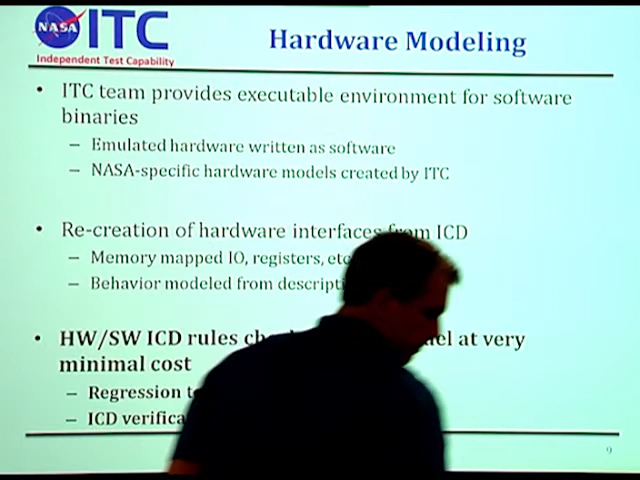 NASA ITC
Independent Test Capability
Hardware Modeling
• ITC team provides executable environment for software
binaries
– Emulated hardware written as software
– NASA-specific hardware models created by ITC
• Re-creation of hardware interfaces from ICD
– Memory mapped IO, registers, etc
– Behavior modeled from descripti
• HW/SW ICD rules ch at very
minimal cost
– Regression
– ICD verifica
9